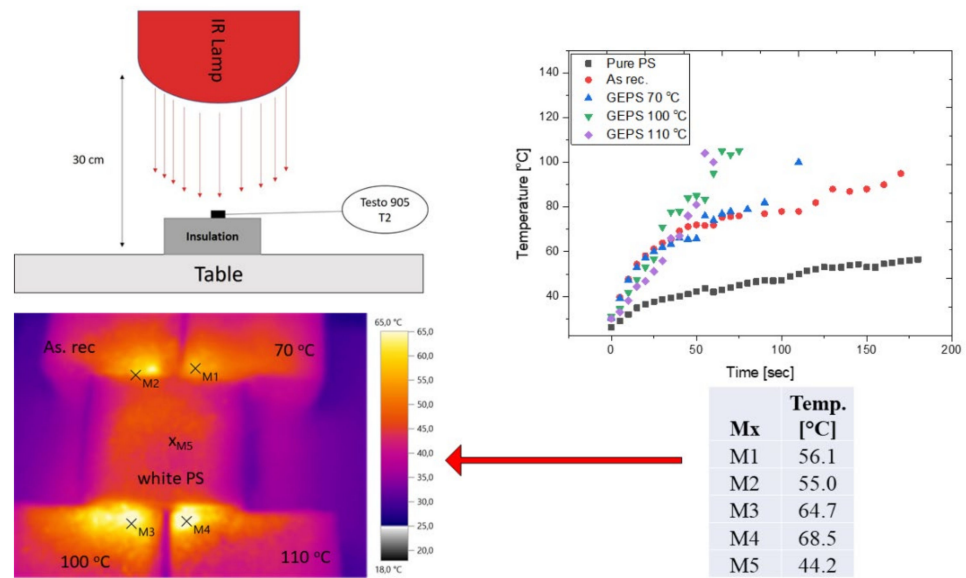 IR Lamp
30 cm
Testo 905
T2
Insulation
Table
Temperature [°C]
140
120
100
80
60
40
Pure PS
As rec.
GEPS 70 °C
GEPS 100 °C
GEPS 110 °C
0
50
100
150
200
Time [sec]
As. rec
70 °C
M2
M1
M5
white PS
M3
M4
100 °C
110 °C
65,0 °C
65,0
60,0
55,0
50,0
45,0
40,0
35,0
30,0
25,0
20,0
18,0 °C
Mx Temp. [°C]
M1 56.1
M2 55.0
M3 64.7
M4 68.5
M5 44.2